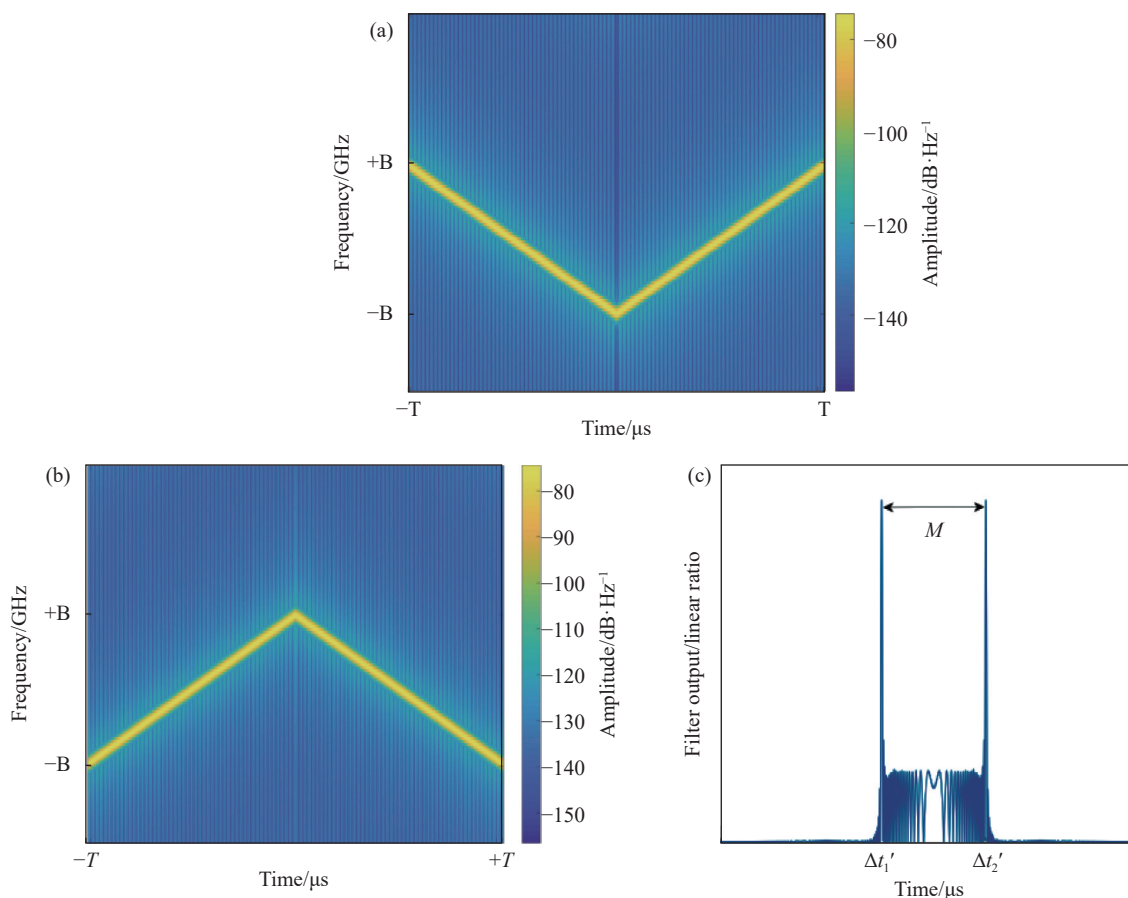 (a)
Frequency/GHz
+B
−B
−T
T
Time/μs
−80
−100
−120
−140
Amplitude/dB·Hz⁻¹
(b)
Frequency/GHz
+B
−B
−T
+T
Time/μs
−80
−90
−100
−110
−120
−130
−140
−150
Amplitude/dB·Hz⁻¹
(c)
Filter output/linear ratio
M
Δt₁′
Δt₂′
Time/μs